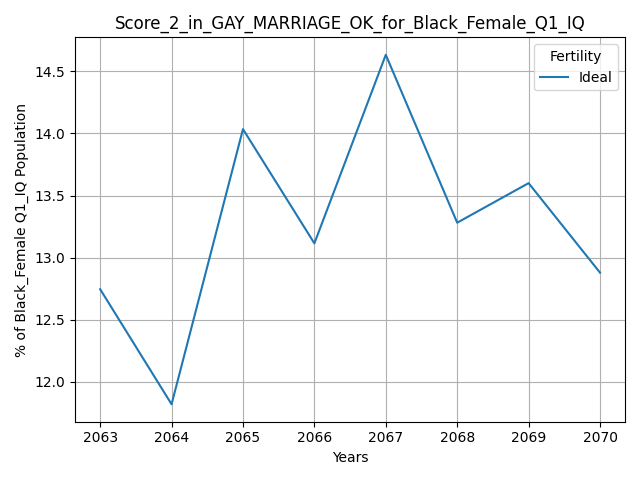 Score_2_in_GAY_MARRIAGE_OK_for_Black_Female_Q1_IQ
Fertility
Ideal
14.5
14.0
13.5
13.0
12.5
12.0
% of Black_Female Q1_IQ Population
2063 2064 2065 2066 2067 2068 2069 2070
Years